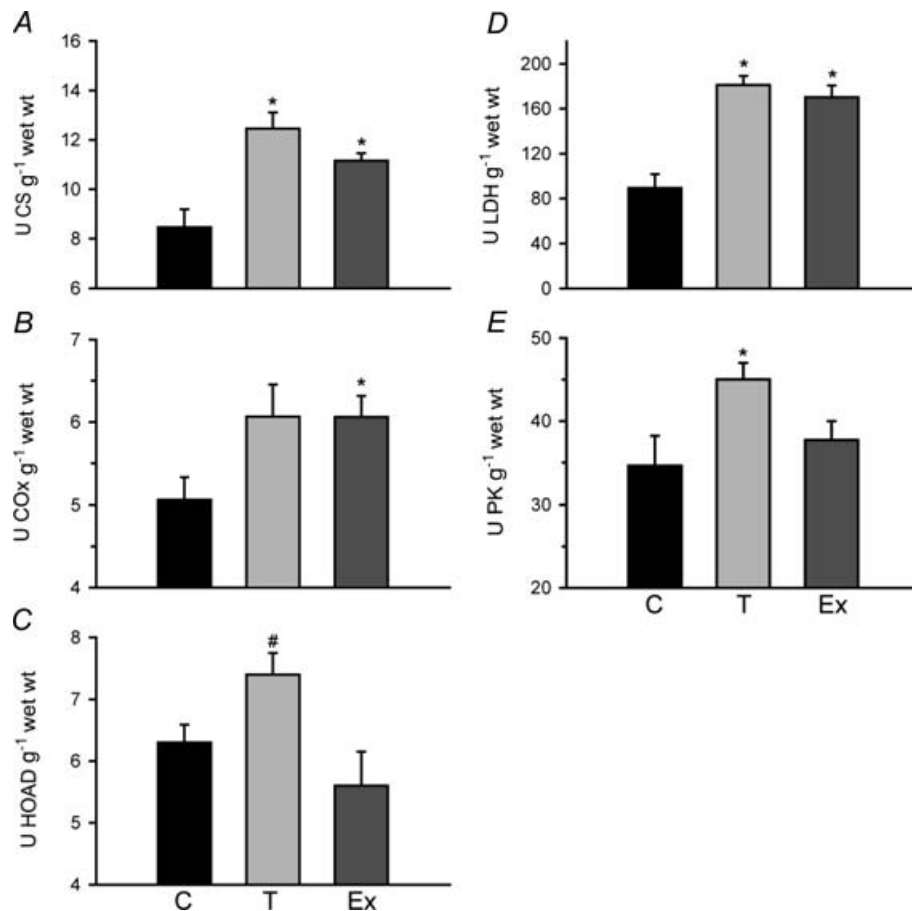 A
16
14
12
10
8
6
U CS g⁻¹ wet wt
*
*
B
7
6
5
4
U COx g⁻¹ wet wt
*
C
8
7
6
5
4
U HOAD g⁻¹ wet wt
#
C T Ex
D
200
160
120
80
40
0
U LDH g⁻¹ wet wt
*
*
E
50
40
30
20
U PK g⁻¹ wet wt
*
C T Ex